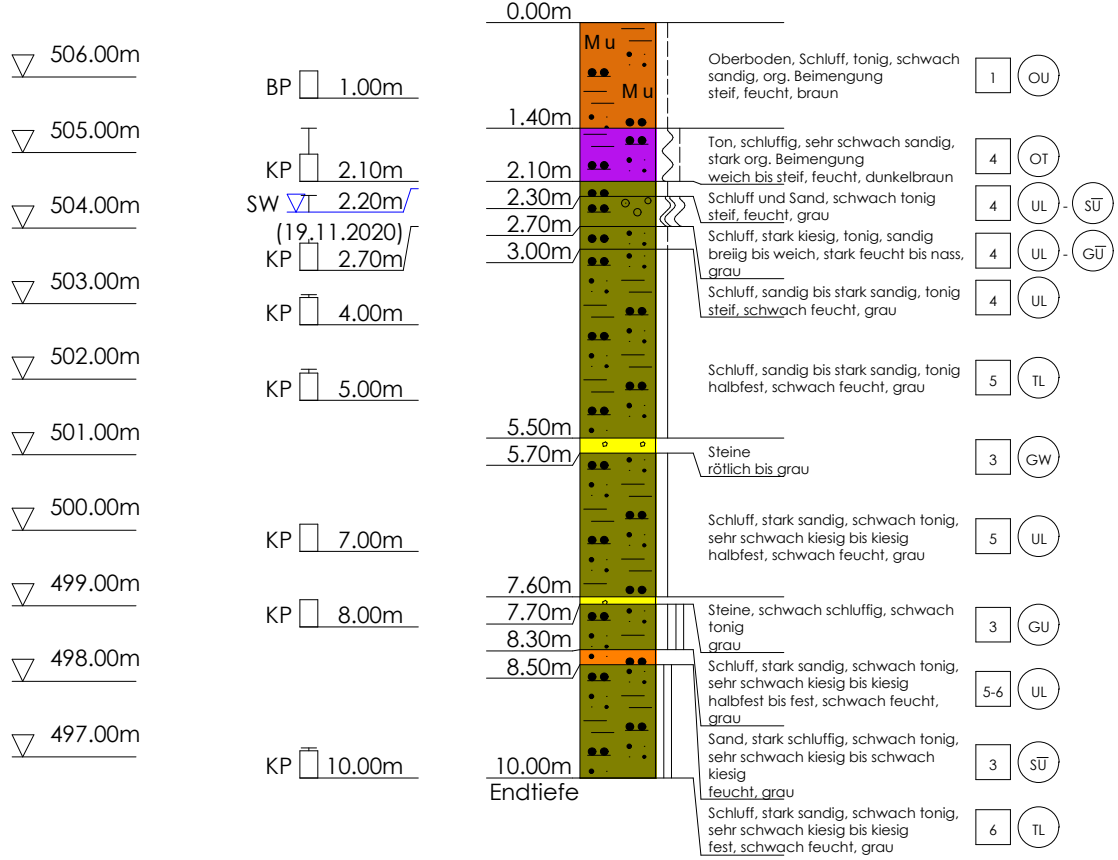 506.00m
505.00m
504.00m
503.00m
502.00m
501.00m
500.00m
499.00m
498.00m
497.00m
BP 1.00m
KP 2.10m
SW 2.20m
(19.11.2020)
KP 2.70m
KP 4.00m
KP 5.00m
KP 7.00m
KP 8.00m
KP 10.00m
0.00m
1.40m
2.10m
2.30m
2.70m
3.00m
5.50m
5.70m
7.60m
7.70m
8.30m
8.50m
10.00m
Endtiefe
Mu
Mu
Oberboden, Schluff, tonig, schwach
sandig, org. Beimengung
steif, feucht, braun
1 OU
Ton, schluffig, sehr schwach sandig,
stark org. Beimengung
weich bis steif, feucht, dunkelbraun
4 OT
Schluff und Sand, schwach tonig
steif, feucht, grau
4 UL - SU̅
Schluff, stark kiesig, tonig, sandig
breiig bis weich, stark feucht bis nass,
grau
4 UL - GU̅
Schluff, sandig bis stark sandig, tonig
steif, schwach feucht, grau
4 UL
Schluff, sandig bis stark sandig, tonig
halbfest, schwach feucht, grau
5 TL
Steine
rötlich bis grau
3 GW
Schluff, stark sandig, schwach tonig,
sehr schwach kiesig bis kiesig
halbfest, schwach feucht, grau
5 UL
Steine, schwach schluffig, schwach
tonig
grau
3 GU
Schluff, stark sandig, schwach tonig,
sehr schwach kiesig bis kiesig
halbfest bis fest, schwach feucht,
grau
5-6 UL
Sand, stark schluffig, schwach tonig,
sehr schwach kiesig bis schwach
kiesig
feucht, grau
3 SU̅
Schluff, stark sandig, schwach tonig,
sehr schwach kiesig bis kiesig
fest, schwach feucht, grau
6 TL